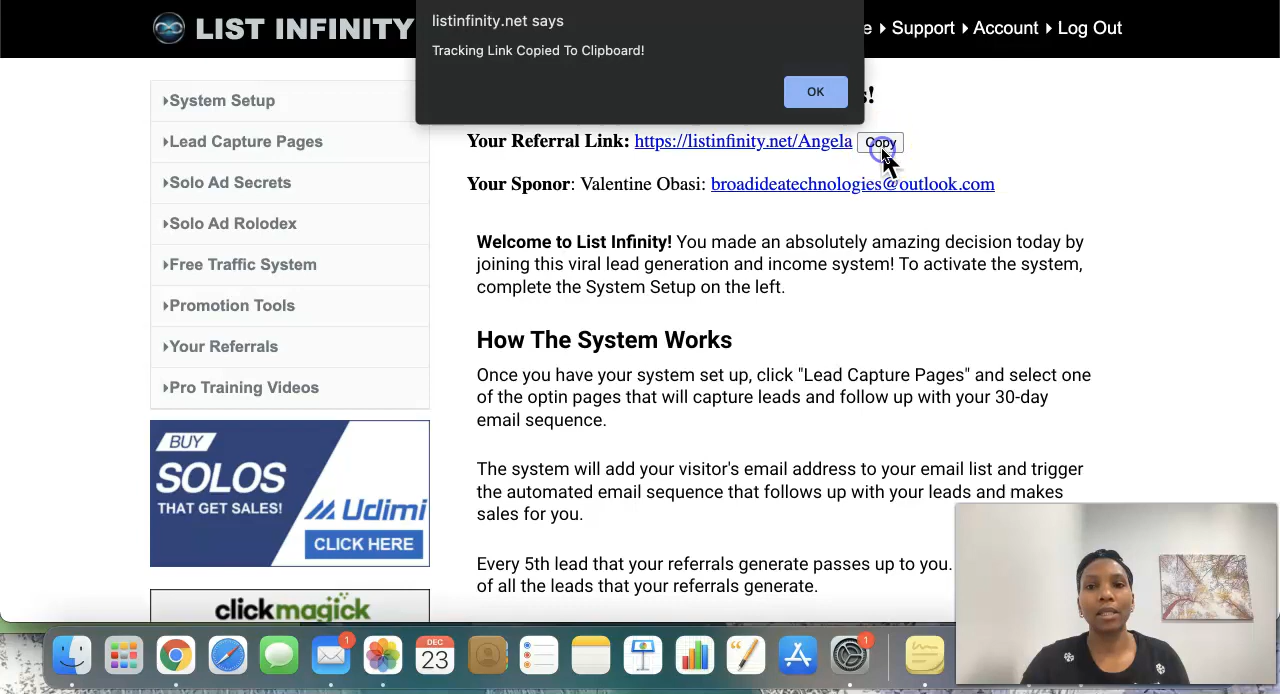 LIST INFINITY
listinfinity.net says
Tracking Link Copied To Clipboard!
OK
e Support Account Log Out
s!
Your Referral Link: https://listinfinity.net/Angela Copy
Your Sponor: Valentine Obasi: broadideatechnologies@outlook.com
System Setup
Lead Capture Pages
Solo Ad Secrets
Solo Ad Rolodex
Free Traffic System
Promotion Tools
Your Referrals
Pro Training Videos
BUY
SOLOS
THAT GET SALES!
Udimi
CLICK HERE
clickmagick
Welcome to List Infinity! You made an absolutely amazing decision today by
joining this viral lead generation and income system! To activate the system,
complete the System Setup on the left.
How The System Works
Once you have your system set up, click "Lead Capture Pages" and select one
of the optin pages that will capture leads and follow up with your 30-day
email sequence.
The system will add your visitor's email address to your email list and trigger
the automated email sequence that follows up with your leads and makes
sales for you.
Every 5th lead that your referrals generate passes up to you.
of all the leads that your referrals generate.
1
DEC
23
1